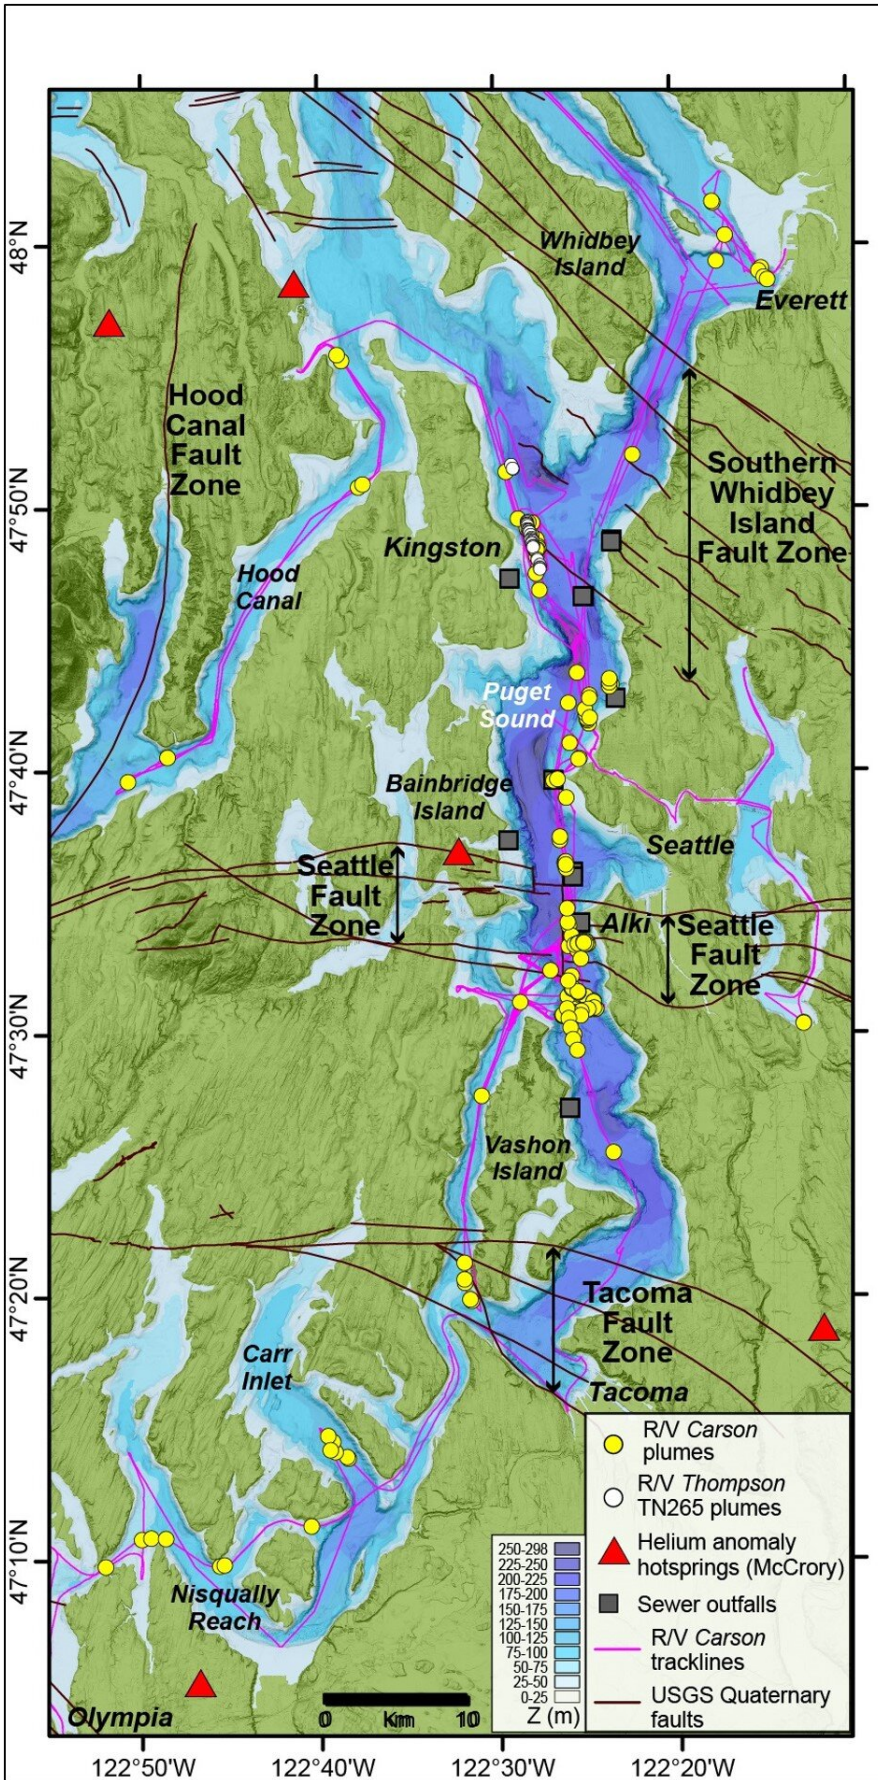 Whidbey
Island
48°N
Everett
Hood
Canal
Fault
Zone
Southern
Whidbey
Island
Fault Zone
47°50'N
Kingston
Hood
Canal
Puget
Sound
47°40'N
Bainbridge
Island
Seattle
Seattle
Fault
Zone
Alki
Seattle
Fault
Zone
47°30'N
Vashon
Island
47°20'N
Tacoma
Fault
Zone
Carr
Inlet
Tacoma
R/V Carson
plumes
R/V Thompson
TN265 plumes
Helium anomaly
hotsprings (McCrory)
Sewer outfalls
R/V Carson
tracklines
USGS Quaternary
faults
47°10'N
250-298
225-250
200-225
175-200
150-175
125-150
100-125
75-100
50-75
25-50
0-25
Z (m)
Nisqually
Reach
Olympia
0 Km 10
122°50'W 122°40'W 122°30'W 122°20'W